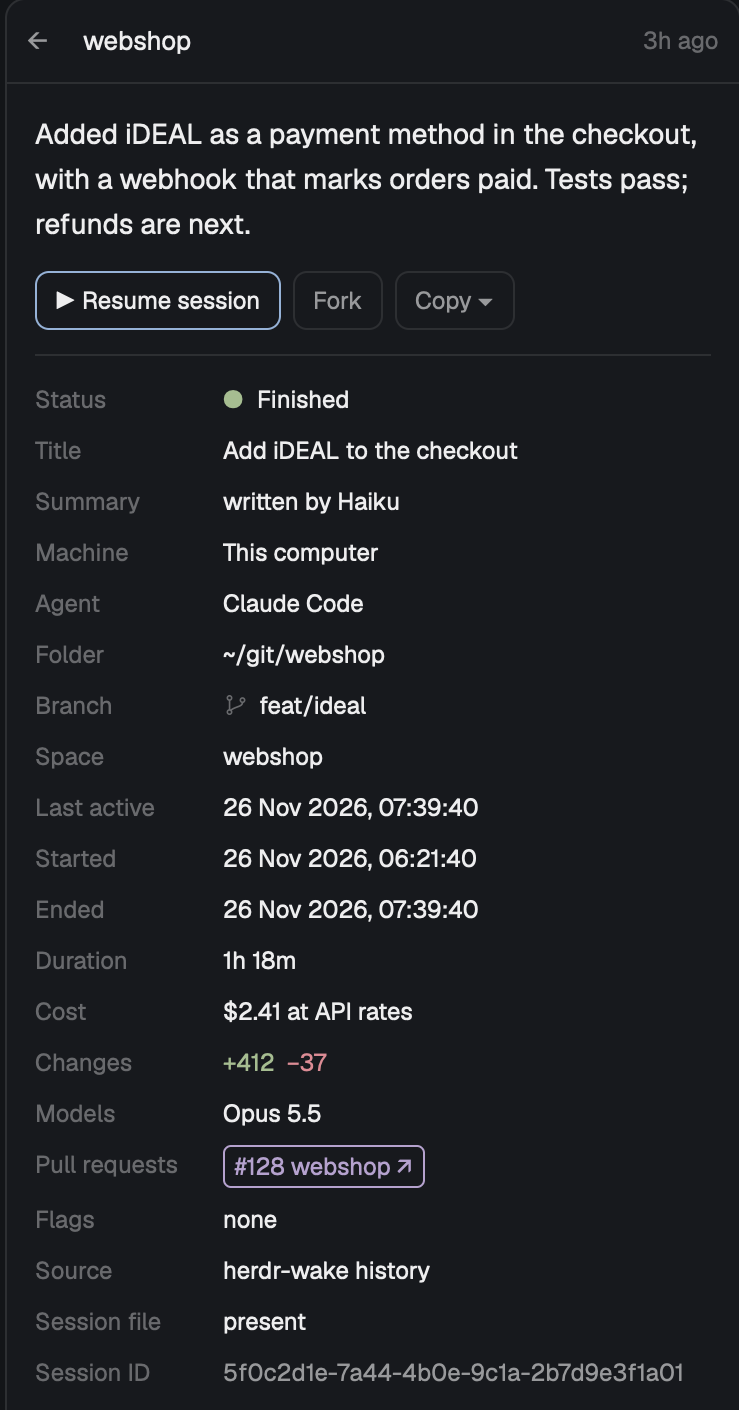 ← webshop 3h ago
Added iDEAL as a payment method in the checkout,
with a webhook that marks orders paid. Tests pass;
refunds are next.
▶ Resume session Fork Copy ▾
Status Finished
Title Add iDEAL to the checkout
Summary written by Haiku
Machine This computer
Agent Claude Code
Folder ~/git/webshop
Branch feat/ideal
Space webshop
Last active 26 Nov 2026, 07:39:40
Started 26 Nov 2026, 06:21:40
Ended 26 Nov 2026, 07:39:40
Duration 1h 18m
Cost $2.41 at API rates
Changes +412 −37
Models Opus 5.5
Pull requests #128 webshop ↗
Flags none
Source herdr-wake history
Session file present
Session ID 5f0c2d1e-7a44-4b0e-9c1a-2b7d9e3f1a01